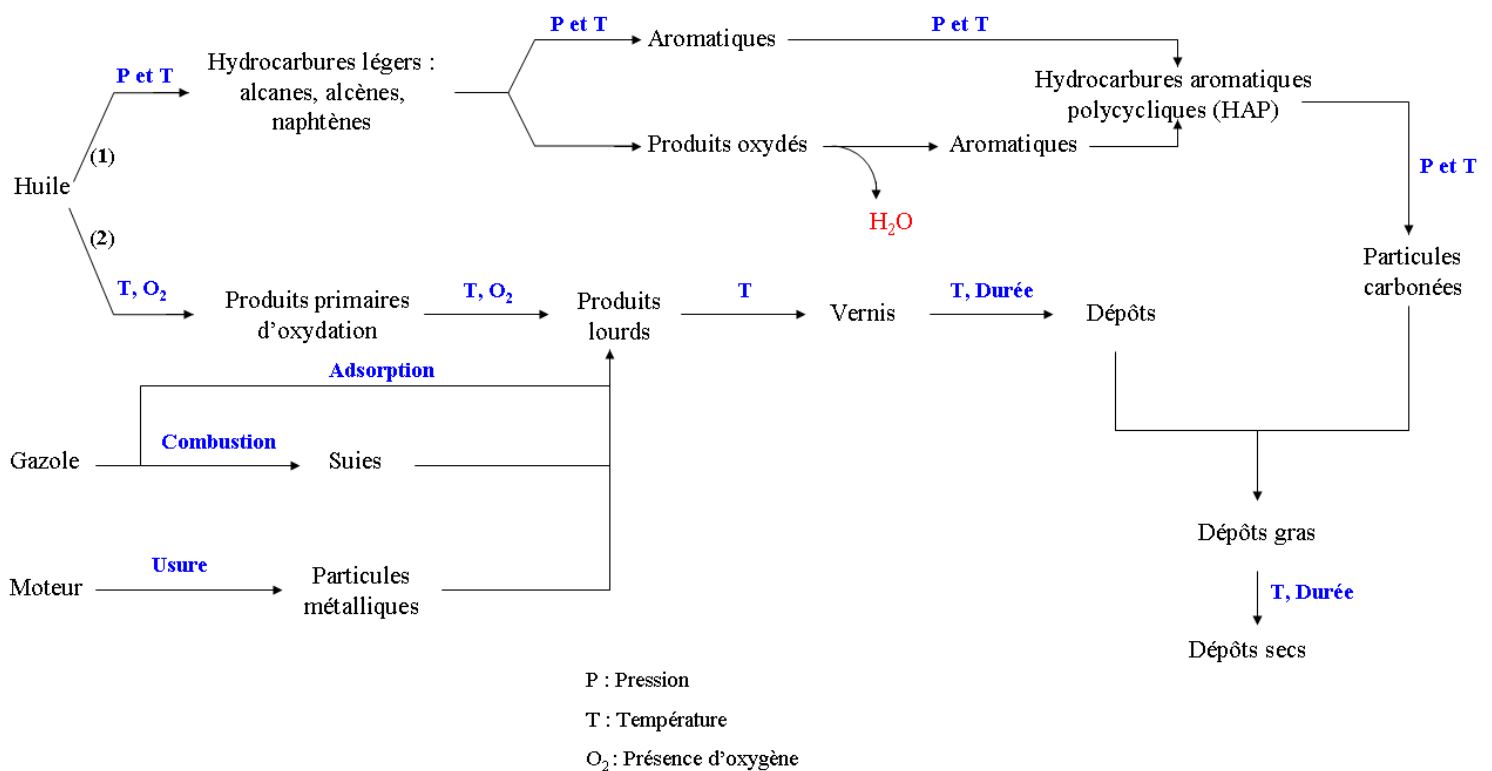 P et T
Aromatiques
P et T
Hydrocarbures légers :
alcanes, alcènes,
naphtènes
P et T
Hydrocarbures aromatiques
polycycliques (HAP)
(1)
Produits oxydés
Aromatiques
P et T
Huile
H₂O
(2)
Particules
carbonées
T, O₂
Produits primaires
d'oxydation
T, O₂
Produits
lourds
T
Vernis
T, Durée
Dépôts
Adsorption
Gazole
Combustion
Suies
Dépôts gras
Moteur
Usure
Particules
métalliques
T, Durée
Dépôts secs
P : Pression
T : Température
O₂ : Présence d'oxygène